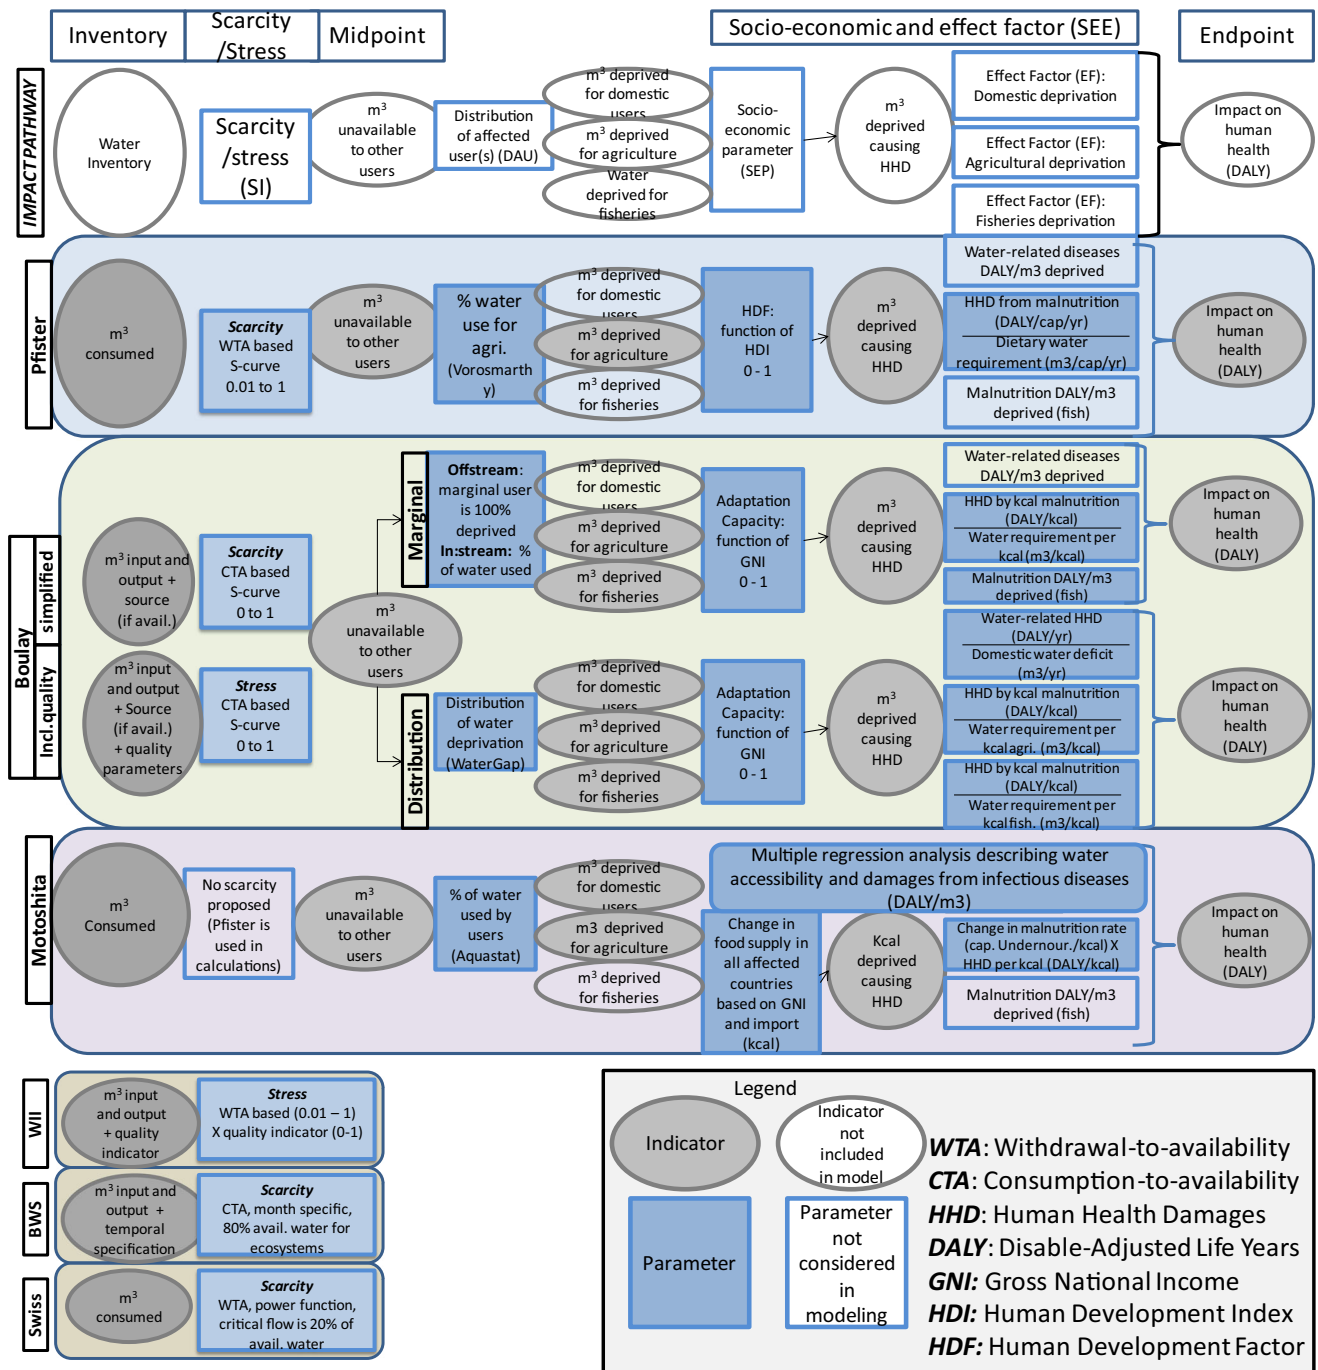 Inventory
Scarcity
/Stress
Midpoint
Socio-economic and effect factor (SEE)
Endpoint
IMPACT PATHWAY
Water
Inventory
Scarcity
/stress
(SI)
m3
unavailable
to other
users
Distribution
of affected
user(s) (DAU)
m3 deprived
for domestic
users
m3 deprived
for agriculture
Water
deprived for
fisheries
Socio-
economic
parameter
(SEP)
m3
deprived
causing
HHD
Effect Factor (EF):
Domestic deprivation
Effect Factor (EF):
Agricultural deprivation
Effect Factor (EF):
Fisheries deprivation
Impact on
human
health
(DALY)
Pfister
m3
consumed
Scarcity
WTA based
S-curve
0.01 to 1
m3
unavailable
to other
users
% water
use for
agri.
(Vorosmarth
y)
m3 deprived
for domestic
users
m3 deprived
for agriculture
m3 deprived
for fisheries
HDF:
function of
HDI
0 - 1
m3
deprived
causing
HHD
Water-related diseases
DALY/m3 deprived
HHD from malnutrition
(DALY/cap/yr)
Dietary water
requirement (m3/cap/yr)
Malnutrition DALY/m3
deprived (fish)
Impact on
human
health
(DALY)
Boulay
simplified
Incl. quality
m3 input and
output +
source
(if avail.)
Scarcity
CTA based
S-curve
0 to 1
m3 input
and output
+ Source
(if avail.)
+ quality
parameters
Stress
CTA based
S-curve
0 to 1
m3
unavailable
to other
users
Marginal
Offstream:
marginal user
is 100%
deprived
In:stream: %
of water used
m3 deprived
for domestic
users
m3 deprived
for agriculture
m3 deprived
for fisheries
Adaptation
Capacity:
function of
GNI
0 - 1
m3
deprived
causing
HHD
Water-related diseases
DALY/m3 deprived
HHD by kcal malnutrition
(DALY/kcal)
Water requirement per
kcal (m3/kcal)
Malnutrition DALY/m3
deprived (fish)
Impact on
human
health
(DALY)
Distribution
Distribution
of water
deprivation
(WaterGap)
m3 deprived
for domestic
users
m3 deprived
for agriculture
m3 deprived
for fisheries
Adaptation
Capacity:
function of
GNI
0 - 1
m3
deprived
causing
HHD
Water-related HHD
(DALY/yr)
Domestic water deficit
(m3/yr)
HHD by kcal malnutrition
(DALY/kcal)
Water requirement per
kcal agri. (m3/kcal)
HHD by kcal malnutrition
(DALY/kcal)
Water requirement per
kcal fish. (m3/kcal)
Impact on
human
health
(DALY)
Motoshita
m3
Consumed
No scarcity
proposed
(Pfister is
used in
calculations)
m3
unavailable
to other
users
% of water
used by
users
(Aquastat)
m3 deprived
for domestic
users
m3 deprived
for agriculture
m3 deprived
for fisheries
Multiple regression analysis describing water
accessibility and damages from infectious diseases
(DALY/m3)
Change in
food supply in
all affected
countries
based on GNI
and import
(kcal)
Kcal
deprived
causing
HHD
Change in malnutrition rate
(cap. Undernour./kcal) X
HHD per kcal (DALY/kcal)
Malnutrition DALY/m3
deprived (fish)
Impact on
human
health
(DALY)
WII
m3 input
and output
+ quality
indicator
Stress
WTA based (0.01 – 1)
X quality indicator (0-1)
BWS
m3 input and
output +
temporal
specification
Scarcity
CTA, month specific,
80% avail. water for
ecosystems
Swiss
m3
consumed
Scarcity
WTA, power function,
critical flow is 20% of
avail. water
Legend
Indicator
Indicator
not
included
in model
Parameter
Parameter
not
considered
in
modeling
WTA: Withdrawal-to-availability
CTA: Consumption-to-availability
HHD: Human Health Damages
DALY: Disable-Adjusted Life Years
GNI: Gross National Income
HDI: Human Development Index
HDF: Human Development Factor